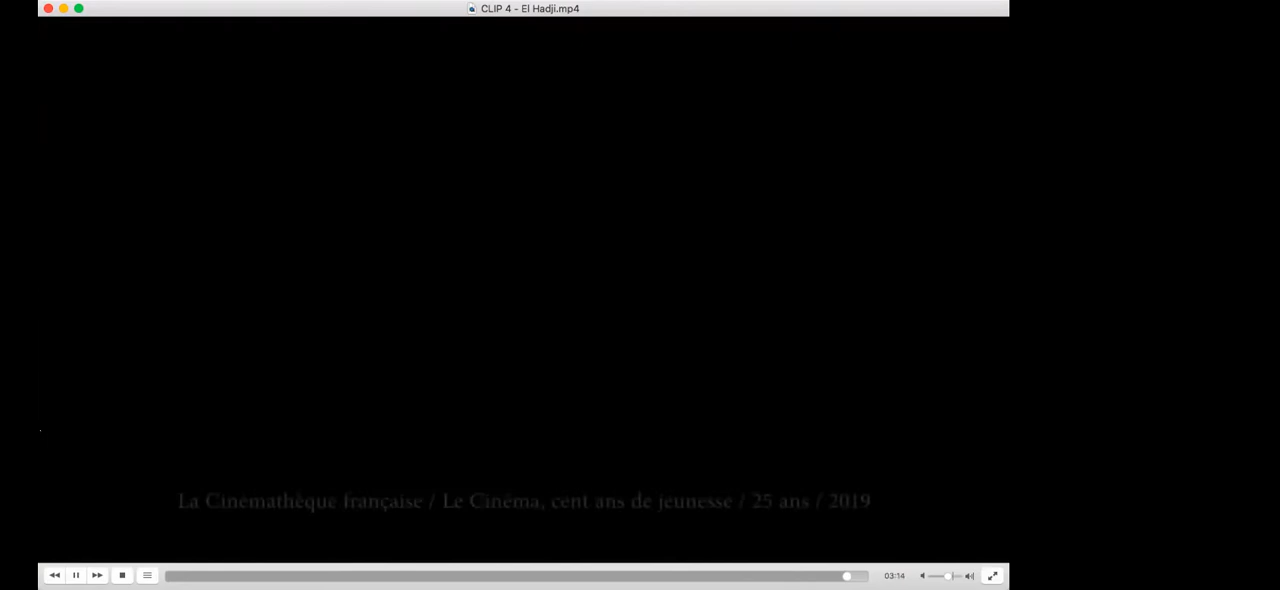 CLIP 4 - El Hadji.mp4
La Cinémathèque française / Le Cinéma, cent ans de jeunesse / 25 ans / 2019
03:14